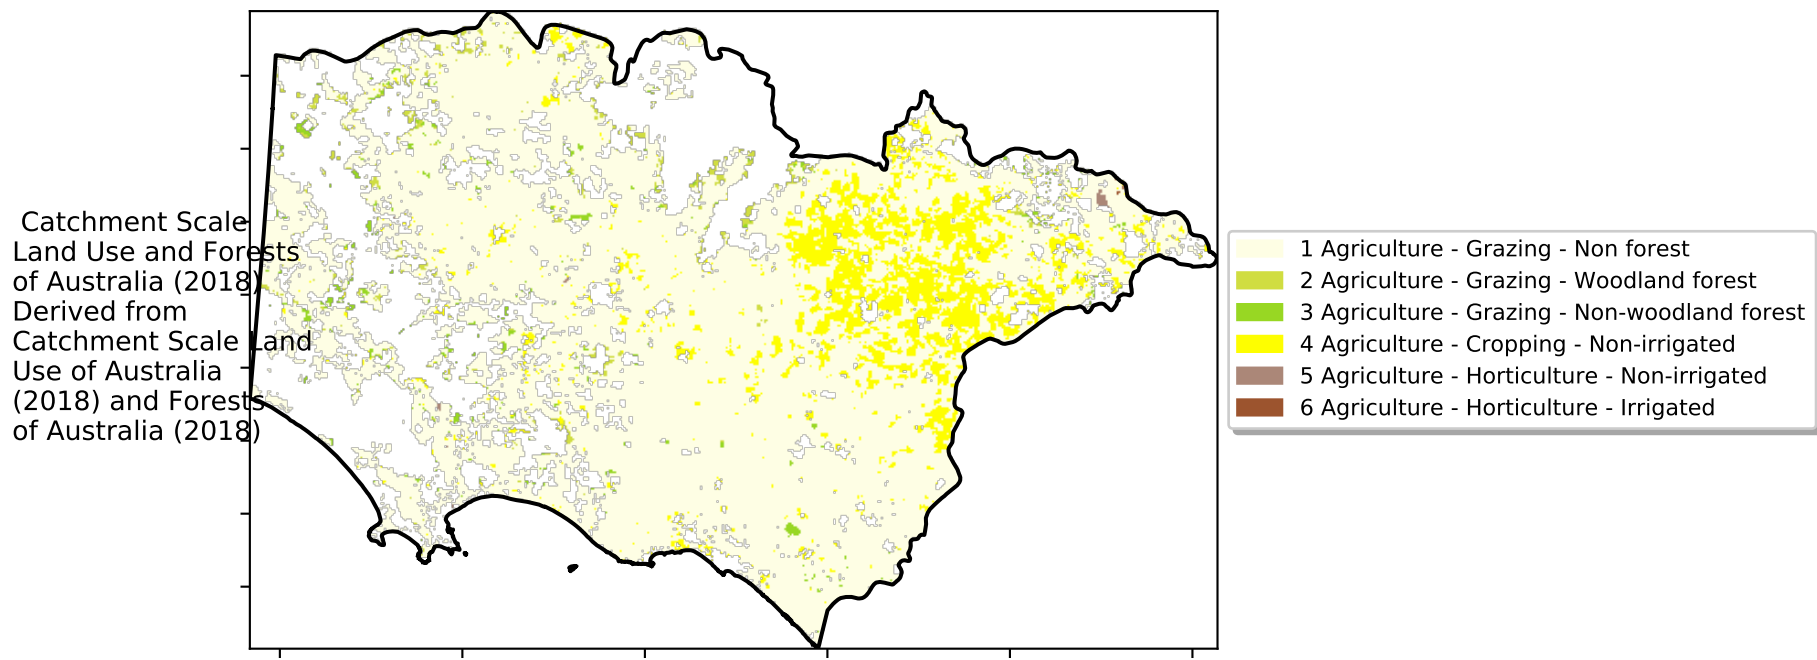 Catchment Scale
Land Use and Forests
of Australia (2018)
Derived from
Catchment Scale Land
Use of Australia
(2018) and Forests
of Australia (2018)
1 Agriculture - Grazing - Non forest
2 Agriculture - Grazing - Woodland forest
3 Agriculture - Grazing - Non-woodland forest
4 Agriculture - Cropping - Non-irrigated
5 Agriculture - Horticulture - Non-irrigated
6 Agriculture - Horticulture - Irrigated